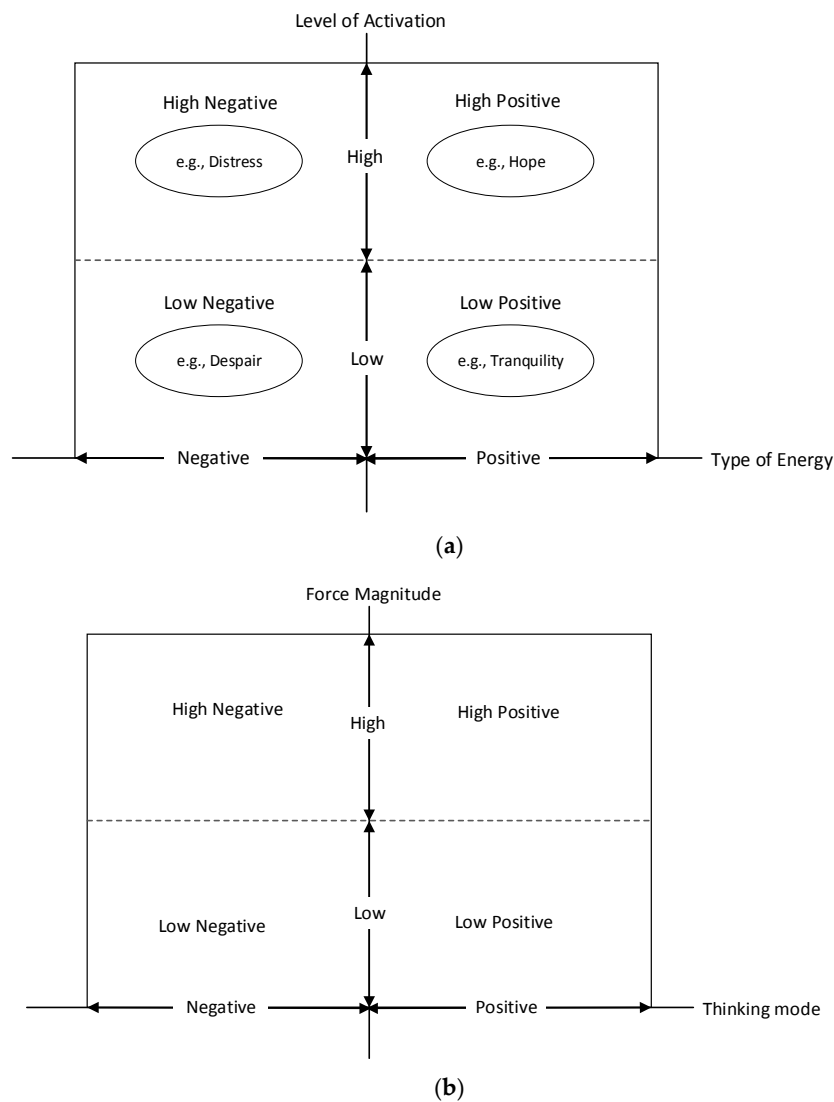 Level of Activation
High Negative
High Positive
e.g., Distress
High
e.g., Hope
Low Negative
Low Positive
e.g., Despair
Low
e.g., Tranquility
Negative
Positive
Type of Energy
(a)
Force Magnitude
High Negative
High
High Positive
Low Negative
Low
Low Positive
Negative
Positive
Thinking mode
(b)